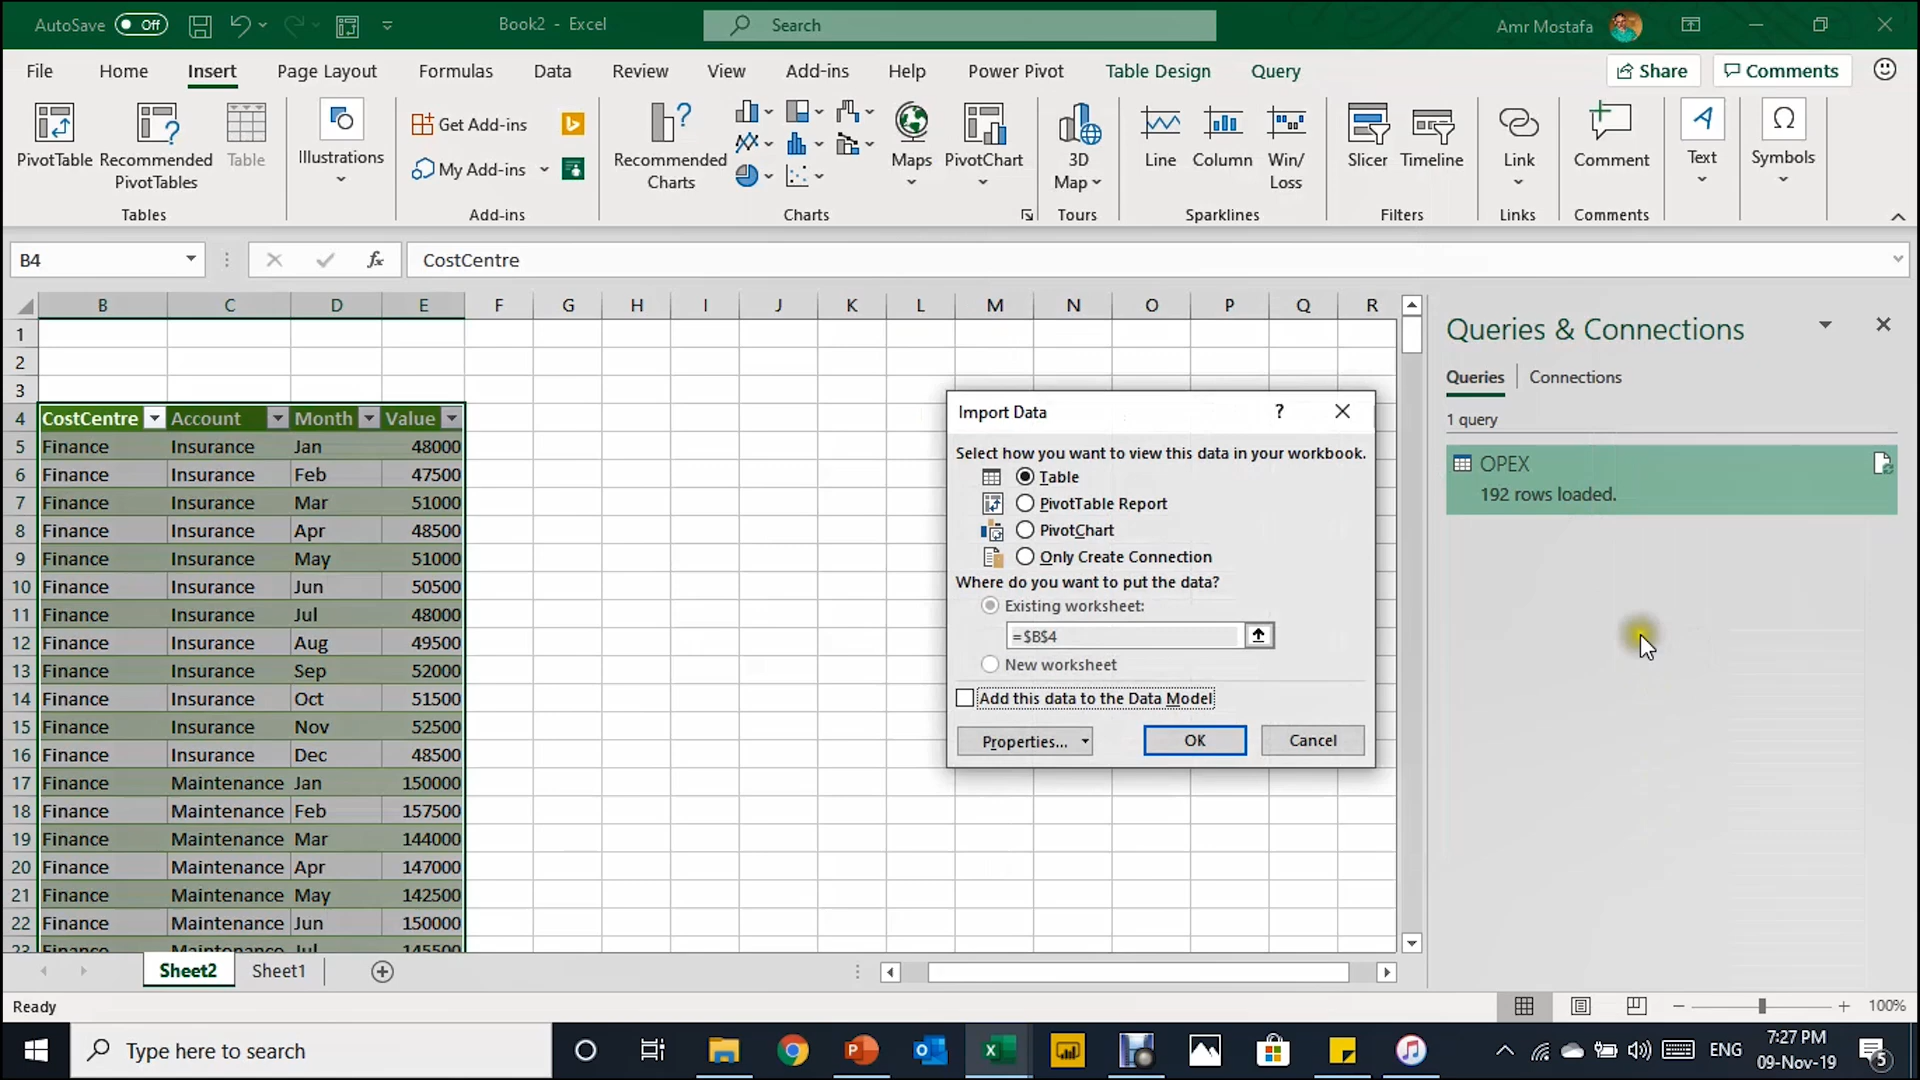 AutoSave Off Book2 - Excel Search Amr Mostafa
File Home Insert Page Layout Formulas Data Review View Add-ins Help Power Pivot Table Design Query Share Comments
PivotTable Recommended PivotTables Table
Tables
Illustrations
Get Add-ins
My Add-ins
Add-ins
Recommended Charts
Maps PivotChart
Charts
3D Map
Tours
Line Column Win/Loss
Sparklines
Slicer Timeline
Filters
Link
Links
Comment
Comments
Text
Symbols
B4 fx CostCentre
B C D E F G H I J K L M N O P Q R
1
2
3
4 CostCentre Account Month Value
5 Finance Insurance Jan 48000
6 Finance Insurance Feb 47500
7 Finance Insurance Mar 51000
8 Finance Insurance Apr 48500
9 Finance Insurance May 51000
10 Finance Insurance Jun 50500
11 Finance Insurance Jul 48000
12 Finance Insurance Aug 49500
13 Finance Insurance Sep 52000
14 Finance Insurance Oct 51500
15 Finance Insurance Nov 52500
16 Finance Insurance Dec 48500
17 Finance Maintenance Jan 150000
18 Finance Maintenance Feb 157500
19 Finance Maintenance Mar 144000
20 Finance Maintenance Apr 147000
21 Finance Maintenance May 142500
22 Finance Maintenance Jun 150000
23 Finance Maintenance Jul 145500
Import Data ?
Select how you want to view this data in your workbook.
Table
PivotTable Report
PivotChart
Only Create Connection
Where do you want to put the data?
Existing worksheet:
=$B$4
New worksheet
Add this data to the Data Model
Properties... OK Cancel
Queries & Connections
Queries Connections
1 query
OPEX
192 rows loaded.
Sheet2 Sheet1
Ready 100%
Type here to search
ENG
7:27 PM
09-Nov-19
5